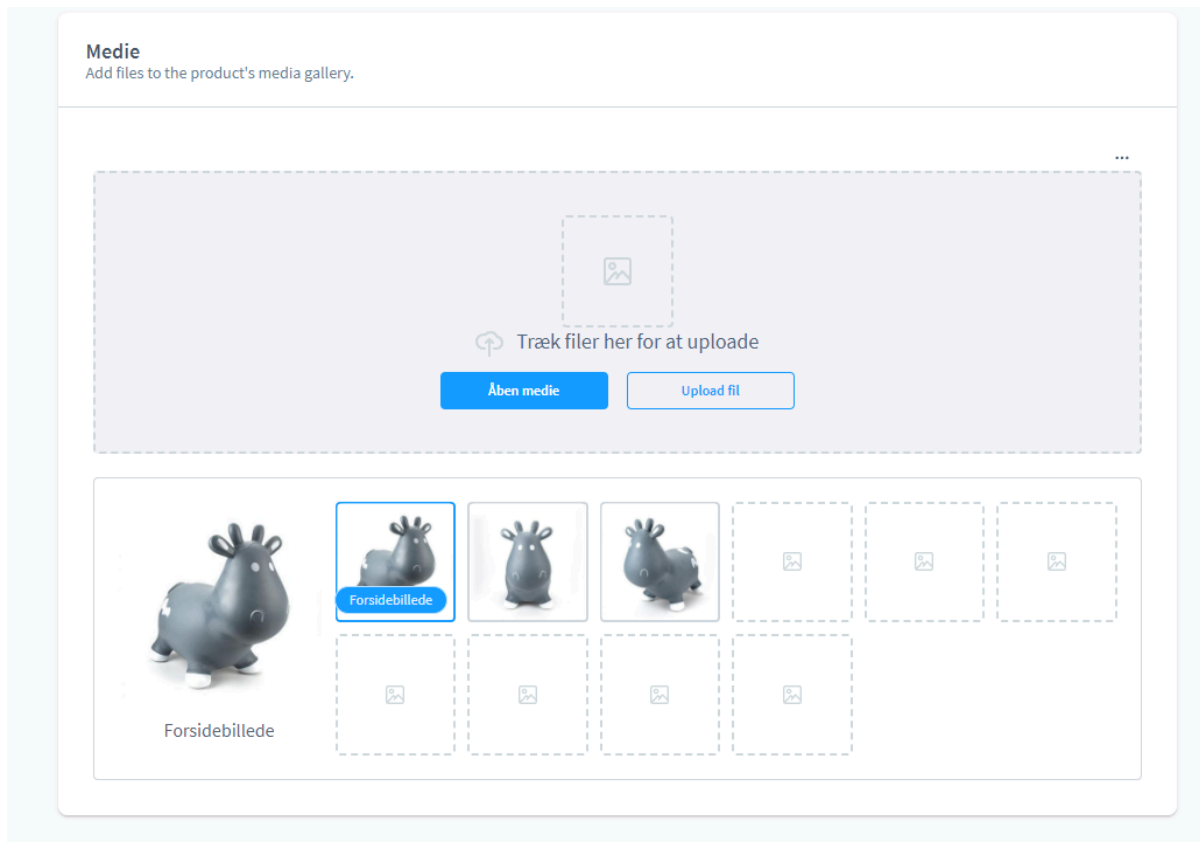 Medie
Add files to the product's media gallery.
...
Træk filer her for at uploade
Åben medie
Upload fil
Forsidebillede
Forsidebillede